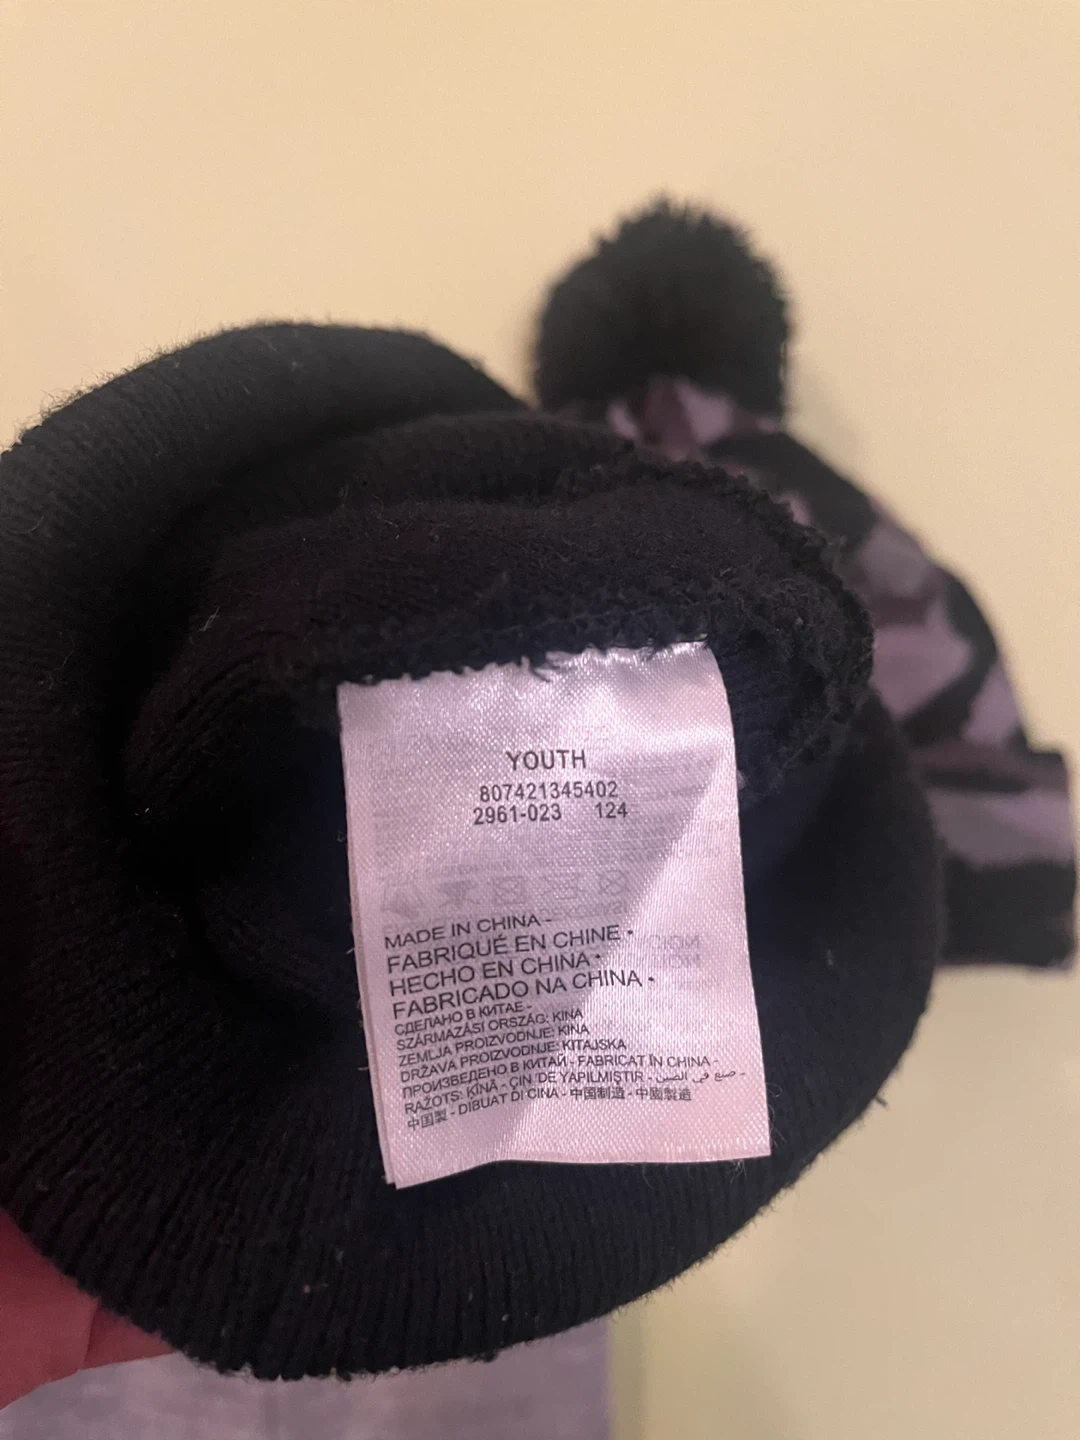 YOUTH
807421345402
2961-023 124
MADE IN CHINA -
FABRIQUÉ EN CHINE •
HECHO EN CHINA •
FABRICADO NA CHINA •
СДЕЛАНО В КИТАЕ -
SZÁRMAZÁSI ORSZÁG: KÍNA
ZEMLJA PROIZVODNJE: KINA
DRŽAVA PROIZVODNJE: KITAJSKA
ПРОИЗВЕДЕНО В КИТАЙ - FABRICAT ÎN CHINA -
RAŽOTS: ĶĪNĀ - ÇIN'DE YAPILMIŞTIR - صنع في الصين -
中国製 - DIBUAT DI CINA - 中国制造 - 中國製造